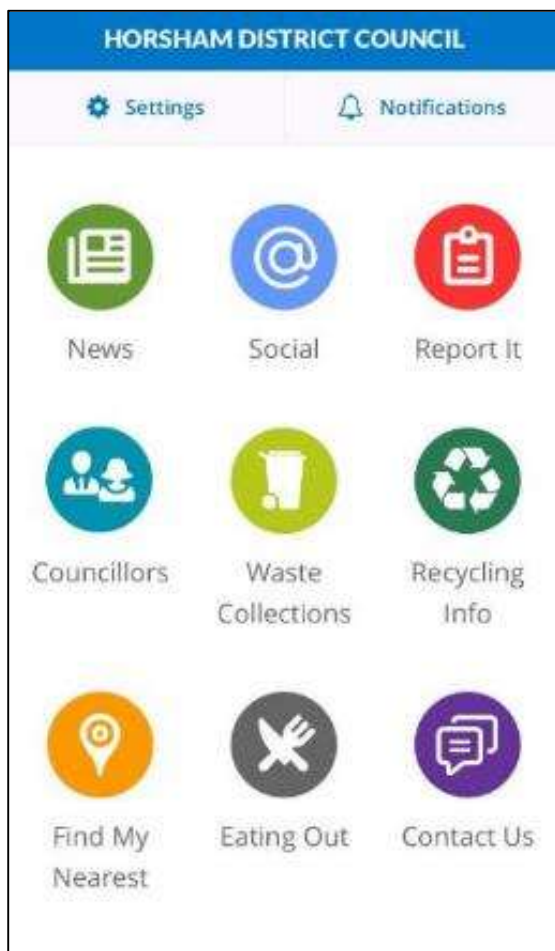 HORSHAM DISTRICT COUNCIL
Settings Notifications
News Social Report It
Councillors Waste Recycling
Collections Info
Find My Eating Out Contact Us
Nearest